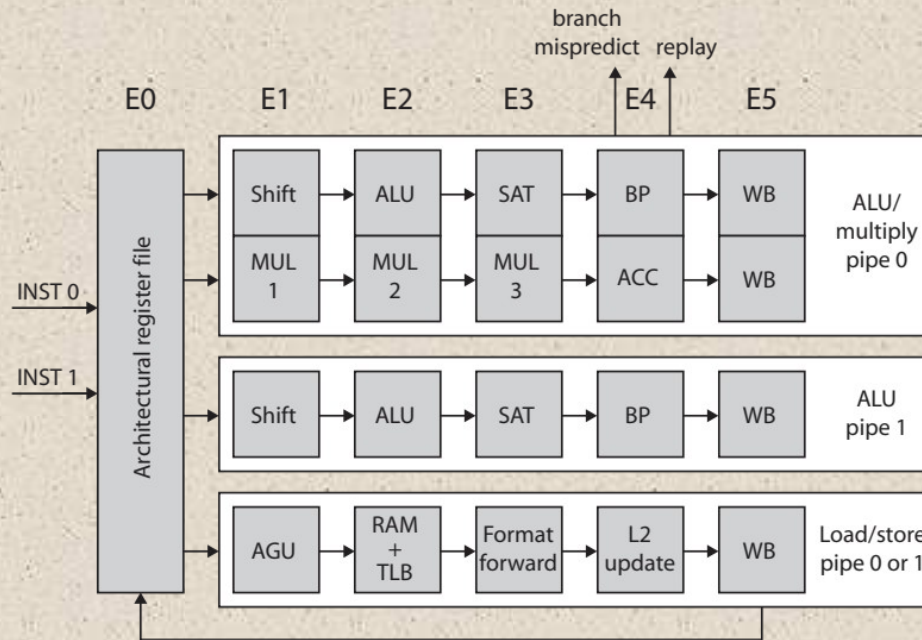 branch
mispredict replay
E0 E1 E2 E3 E4 E5
Architectural register file
INST 0
INST 1
Shift ALU SAT BP WB
MUL MUL MUL ACC WB
1 2 3
ALU/
multiply
pipe 0
Shift ALU SAT BP WB
ALU
pipe 1
AGU
RAM
+
TLB
Format
forward
L2
update
WB
Load/store
pipe 0 or 1